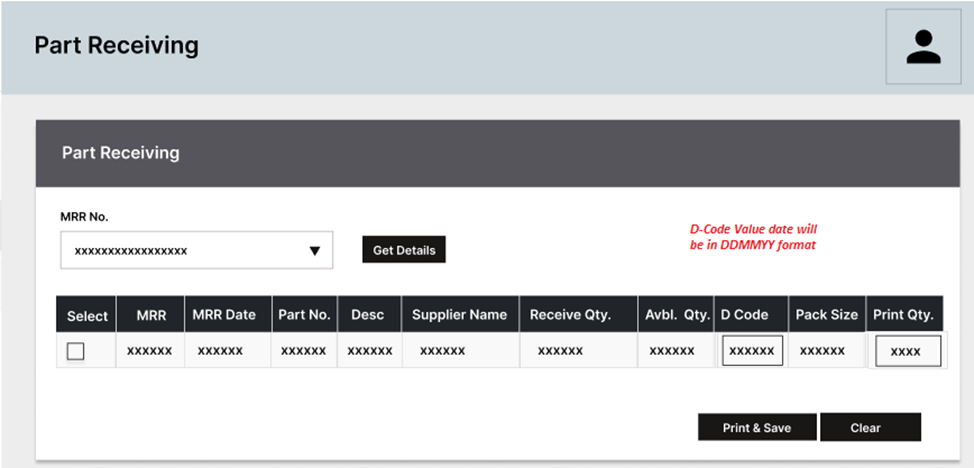 Part Receiving
Part Receiving
MRR No.
xxxxxxxxxxxxxxxxx
Get Details
D-Code Value date will
be in DDMMYY format
Select MRR MRR Date Part No. Desc Supplier Name Receive Qty. Avbl. Qty. D Code Pack Size Print Qty.
xxxxxx xxxxxx xxxxxx xxxxxx xxxxxx xxxxxx xxxxxx xxxxxx xxxxxx xxxx
Print & Save Clear